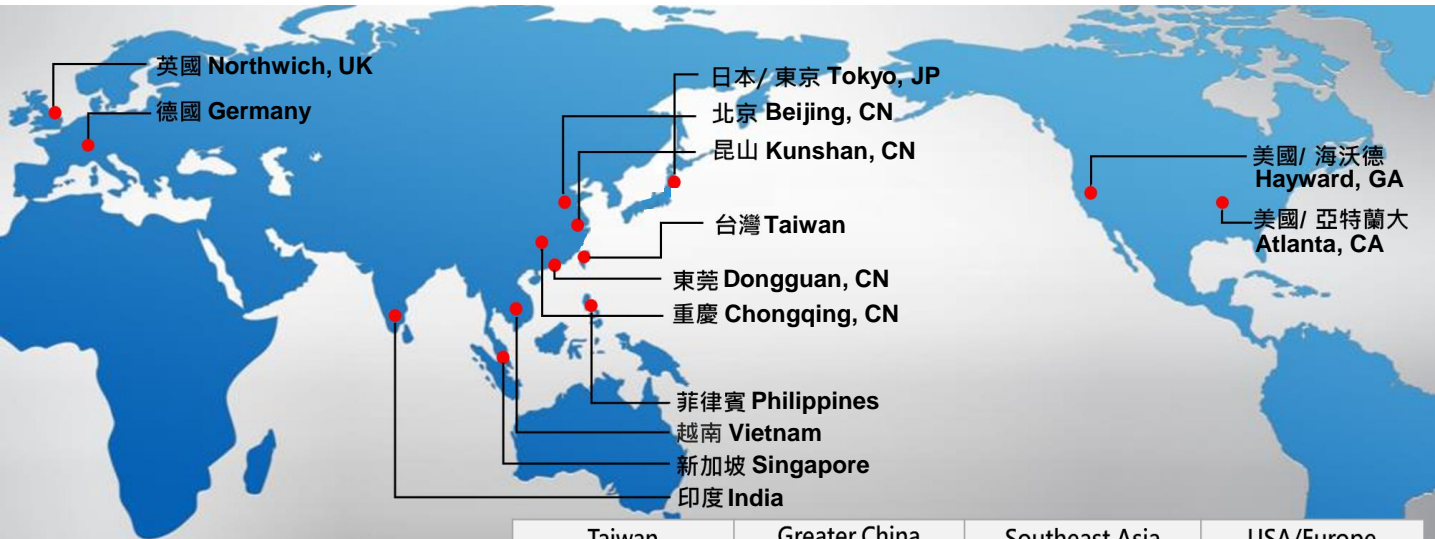 英國 Northwich, UK
德國 Germany
日本/ 東京 Tokyo, JP
北京 Beijing, CN
昆山 Kunshan, CN
台灣 Taiwan
東莞 Dongguan, CN
重慶 Chongqing, CN
菲律賓 Philippines
越南 Vietnam
新加坡 Singapore
印度 India
美國/ 海沃德
Hayward, GA
美國/ 亞特蘭大
Atlanta, CA
Taiwan Greater China Southeast Asia USA/Europe